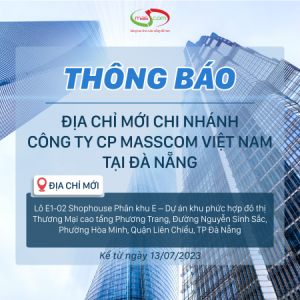 masscom
THÔNG BÁO
ĐỊA CHỈ MỚI CHI NHÁNH
CÔNG TY CP MASSCOM VIỆT NAM
TẠI ĐÀ NẴNG
ĐỊA CHỈ MỚI
Lô E1-02 Shophouse Phân khu E – Dự án khu phức hợp đô thị
Thương Mại cao tầng Phương Trang, Đường Nguyễn Sinh Sắc,
Phường Hòa Minh, Quận Liên Chiểu, TP Đà Nẵng
Kể từ ngày 13/07/2023